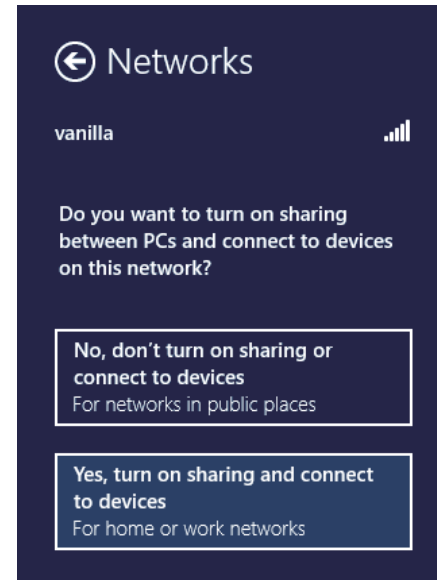 Networks
vanilla
Do you want to turn on sharing
between PCs and connect to devices
on this network?
No, don't turn on sharing or
connect to devices
For networks in public places
Yes, turn on sharing and connect
to devices
For home or work networks